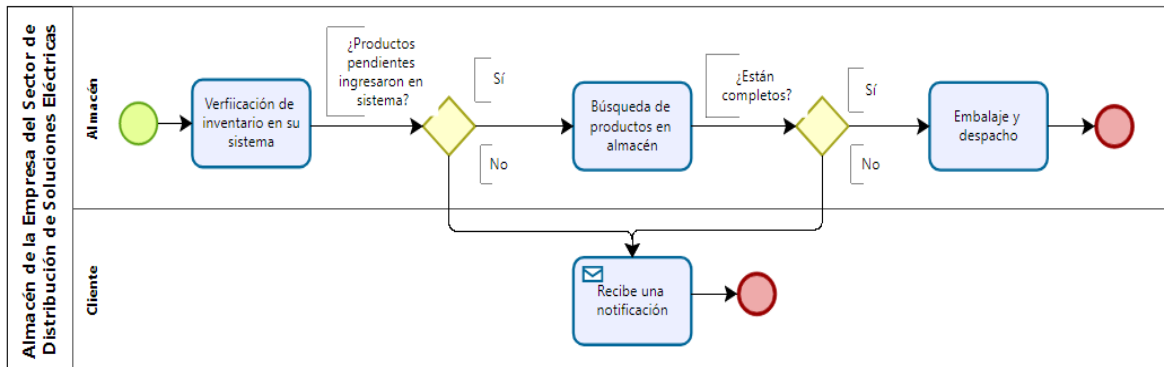 Almacén de la Empresa del Sector de
Distribución de Soluciones Eléctricas
Almacén
Verfiicación de
inventario en su
sistema
¿Productos
pendientes
ingresaron en
sistema?
Sí
No
Búsqueda de
productos en
almacén
¿Están
completos?
Sí
No
Embalaje y
despacho
Cliente
Recibe una
notificación